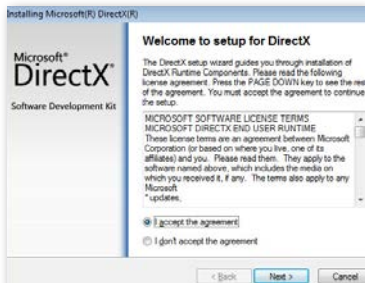 Installing Microsoft(R) DirectX(R)
Microsoft®
DirectX®
Software Development Kit
Welcome to setup for DirectX
The DirectX setup wizard guides you through installation of
DirectX Runtime Components. Please read the following
license agreement. Press the PAGE DOWN key to see the rest
of the agreement. You must accept the agreement to continue
the setup.
MICROSOFT SOFTWARE LICENSE TERMS
MICROSOFT DIRECTX END USER RUNTIME
These license terms are an agreement between Microsoft
Corporation (or based on where you live, one of its
affiliates) and you. Please read them. They apply to the
software named above, which includes the media on
which you received it, if any. The terms also apply to any
Microsoft
* updates,
I accept the agreement
I don't accept the agreement
< Back
Next >
Cancel